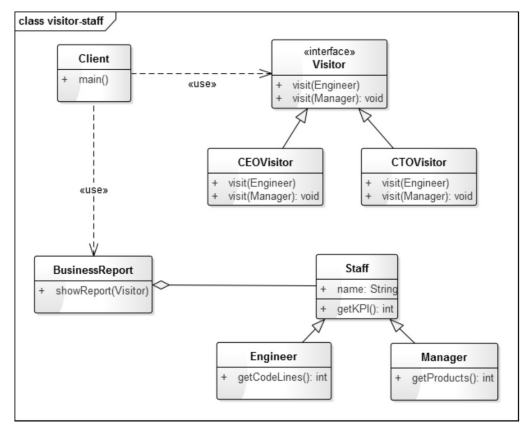 class visitor-staff
Client
+ main()
«use»
«interface»
Visitor
+ visit(Engineer)
+ visit(Manager): void
CEOVisitor
+ visit(Engineer)
+ visit(Manager): void
CTOVisitor
+ visit(Engineer)
+ visit(Manager): void
«use»
BusinessReport
+ showReport(Visitor)
Staff
+ name: String
+ getKPI(): int
Engineer
+ getCodeLines(): int
Manager
+ getProducts(): int